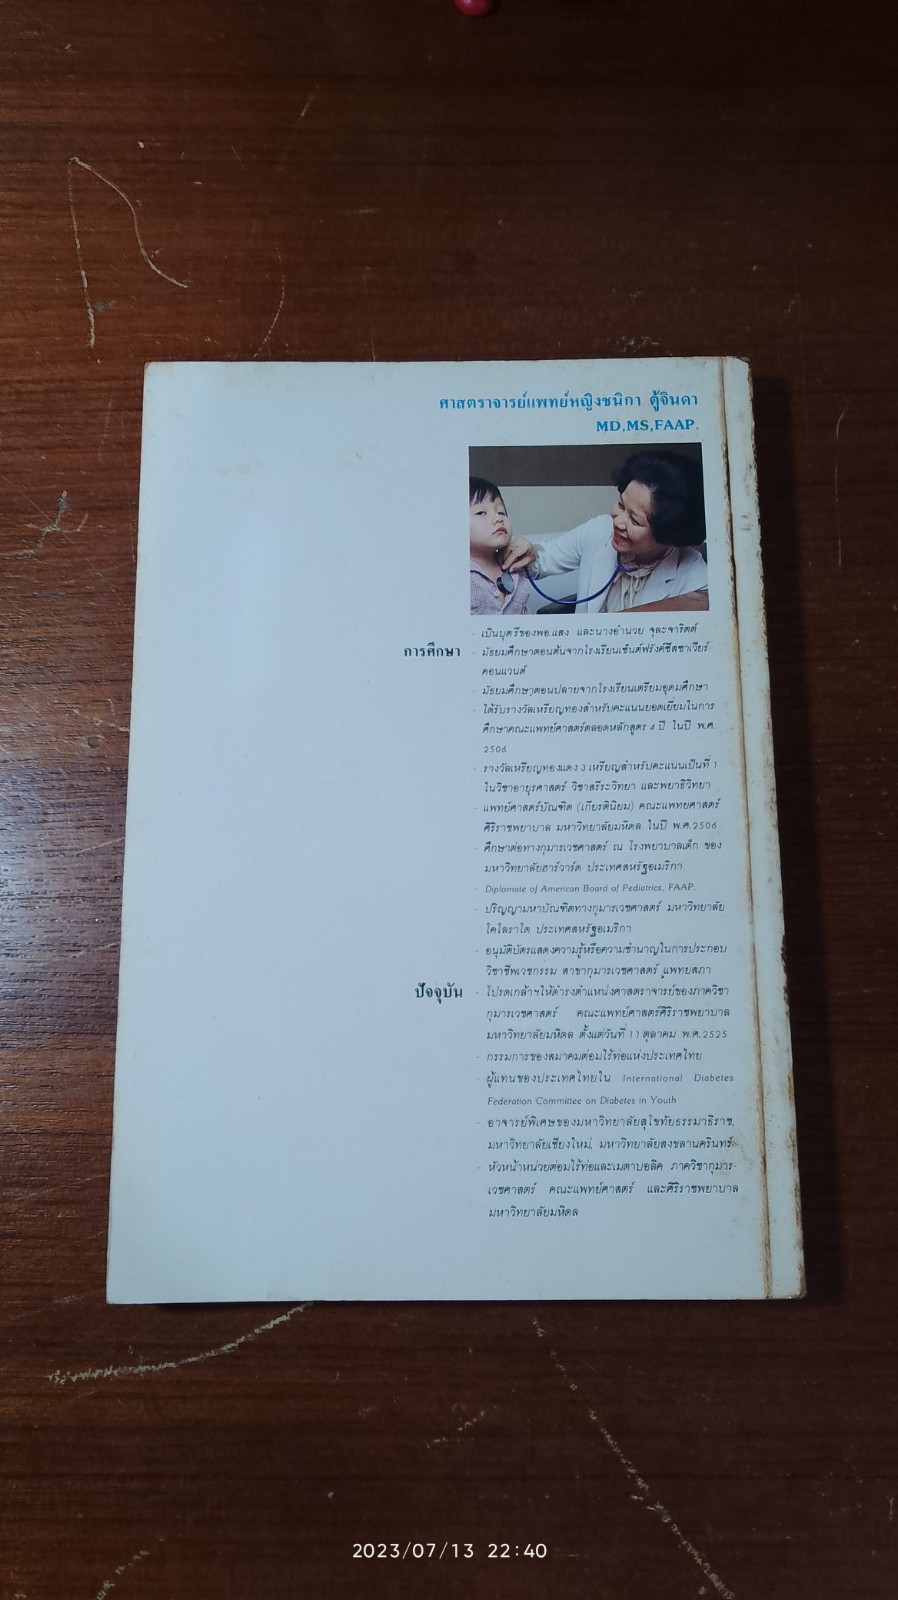 ศาสตราจารย์แพทย์หญิงชนิกา ตู้จินดา
MD,MS,FAAP.
- เป็นบุตรีของพอ.แสง และนางอำนวย จุละจาริตต์
การศึกษา - มัธยมศึกษาตอนต้นจากโรงเรียนเซ็นต์ฟรังค์ซีสซาเวียร์-
คอนแวนต์
- มัธยมศึกษาตอนปลายจากโรงเรียนเตรียมอุดมศึกษา
- ได้รับรางวัลเหรียญทองสำหรับคะแนนยอดเยี่ยมในการ
ศึกษาคณะแพทย์ศาสตร์ตลอดหลักสูตร 4 ปี ในปี พ.ศ.
2506
- รางวัลเหรียญทองแดง 3 เหรียญสำหรับคะแนนเป็นที่ 1
ในวิชาอายุรศาสตร์ วิชาสรีระวิทยา และพยาธิวิทยา
- แพทย์ศาสตร์บัณฑิต (เกียรตินิยม) คณะแพทยศาสตร์
ศิริราชพยาบาล มหาวิทยาลัยมหิดล ในปี พ.ศ.2506
- ศึกษาต่อทางกุมารเวชศาสตร์ ณ โรงพยาบาลเด็ก ของ
มหาวิทยาลัยฮาร์วาร์ด ประเทศสหรัฐอเมริกา
- Diplomate of American Board of Pediatrics, FAAP.
- ปริญญามหาบัณฑิตทางกุมารเวชศาสตร์ มหาวิทยาลัย
โคโลราโด ประเทศสหรัฐอเมริกา
- อนุมัติบัตรแสดงความรู้หรือความชำนาญในการประกอบ
วิชาชีพเวชกรรม สาขากุมารเวชศาสตร์ แพทยสภา
ปัจจุบัน - โปรดเกล้าฯให้ดำรงตำแหน่งศาสตราจารย์ของภาควิชา
กุมารเวชศาสตร์ คณะแพทย์ศาสตร์ศิริราชพยาบาล
มหาวิทยาลัยมหิดล ตั้งแต่วันที่ 11 ตุลาคม พ.ศ.2525
- กรรมการของสมาคมต่อมไร้ท่อแห่งประเทศไทย
- ผู้แทนของประเทศไทยใน International Diabetes
Federation Committee on Diabetes in Youth
- อาจารย์พิเศษของมหาวิทยาลัยสุโขทัยธรรมาธิราช,
มหาวิทยาลัยเชียงใหม่, มหาวิทยาลัยสงขลานครินทร์
- หัวหน้าหน่วยต่อมไร้ท่อและเมตาบอลิค ภาควิชากุมาร-
เวชศาสตร์ คณะแพทย์ศาสตร์ และศิริราชพยาบาล
มหาวิทยาลัยมหิดล
2023/07/13 22:40